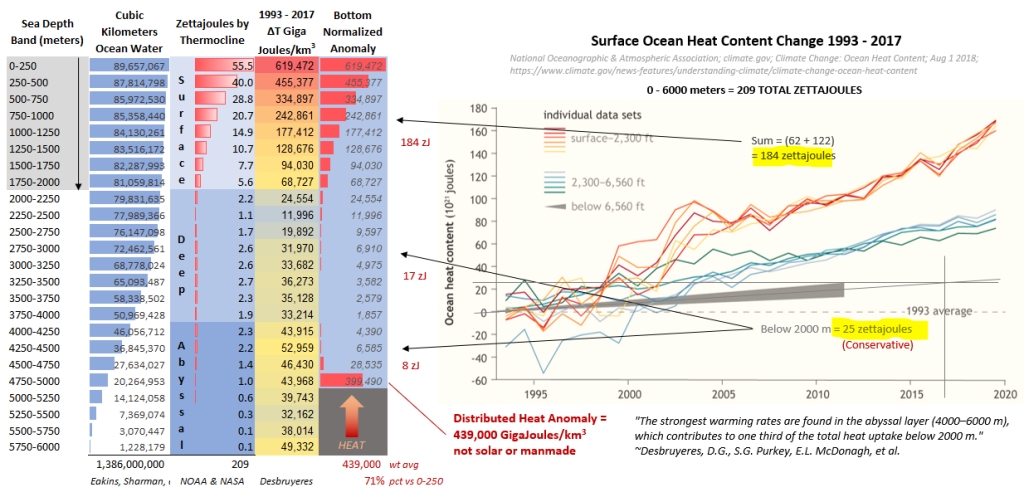 Sea Depth Band (meters) Cubic Kilometers Ocean Water Zettajoules by Thermocline 1993 - 2017 ΔT Giga Joules/km³ Bottom Normalized Anomaly
0-250 89,657,067 55.5 619,472 619,472
250-500 87,814,798 40.0 455,377 455,377
500-750 85,972,530 28.8 334,897 334,897
750-1000 85,358,440 20.7 242,861 242,861
1000-1250 84,130,261 14.9 177,412 177,412
1250-1500 83,516,172 10.7 128,676 128,676
1500-1750 82,287,993 7.7 94,030 94,030
1750-2000 81,059,814 5.6 68,727 68,727
2000-2250 79,831,635 2.2 24,554 24,554
2250-2500 77,989,366 1.1 11,996 11,996
2500-2750 76,147,098 1.7 19,892 9,597
2750-3000 72,462,561 2.6 31,970 6,910
3000-3250 68,778,024 2.6 33,682 4,975
3250-3500 65,093,487 2.7 36,273 3,582
3500-3750 58,338,502 2.3 35,128 2,579
3750-4000 50,969,428 1.9 33,214 1,857
4000-4250 46,056,712 2.3 43,915 4,390
4250-4500 36,845,370 2.2 52,959 6,585
4500-4750 27,634,027 1.4 46,430 28,535
4750-5000 20,264,953 1.0 43,968 399,490
5000-5250 14,124,058 0.6 39,743
5250-5500 7,369,074 0.3 32,162
5500-5750 3,070,447 0.1 38,014
5750-6000 1,228,179 0.1 49,332
Surface
Deep
Abyssal
HEAT
1,386,000,000 209 439,000 wt avg
Eakins, Sharman, NOAA & NASA Desbruyeres 71% pct vs 0-250
184 zJ
17 zJ
8 zJ
Surface Ocean Heat Content Change 1993 - 2017
National Oceanographic & Atmospheric Association; climate.gov; Climate Change: Ocean Heat Content; Aug 1 2018;
https://www.climate.gov/news-features/understanding-climate/climate-change-ocean-heat-content
0 - 6000 meters = 209 TOTAL ZETTAJOULES
Ocean heat content (10²¹ joules)
180
160
140
120
100
80
60
40
20
0
-20
-40
-60
individual data sets
surface–2,300 ft
2,300–6,560 ft
below 6,560 ft
Sum = (62 + 122)
= 184 zettajoules
1993 average
Below 2000 m = 25 zettajoules
(Conservative)
1995 2000 2005 2010 2015 2020
Distributed Heat Anomaly =
439,000 GigaJoules/km³
not solar or manmade
"The strongest warming rates are found in the abyssal layer (4000–6000 m),
which contributes to one third of the total heat uptake below 2000 m."
~Desbruyeres, D.G., S.G. Purkey, E.L. McDonagh, et al.